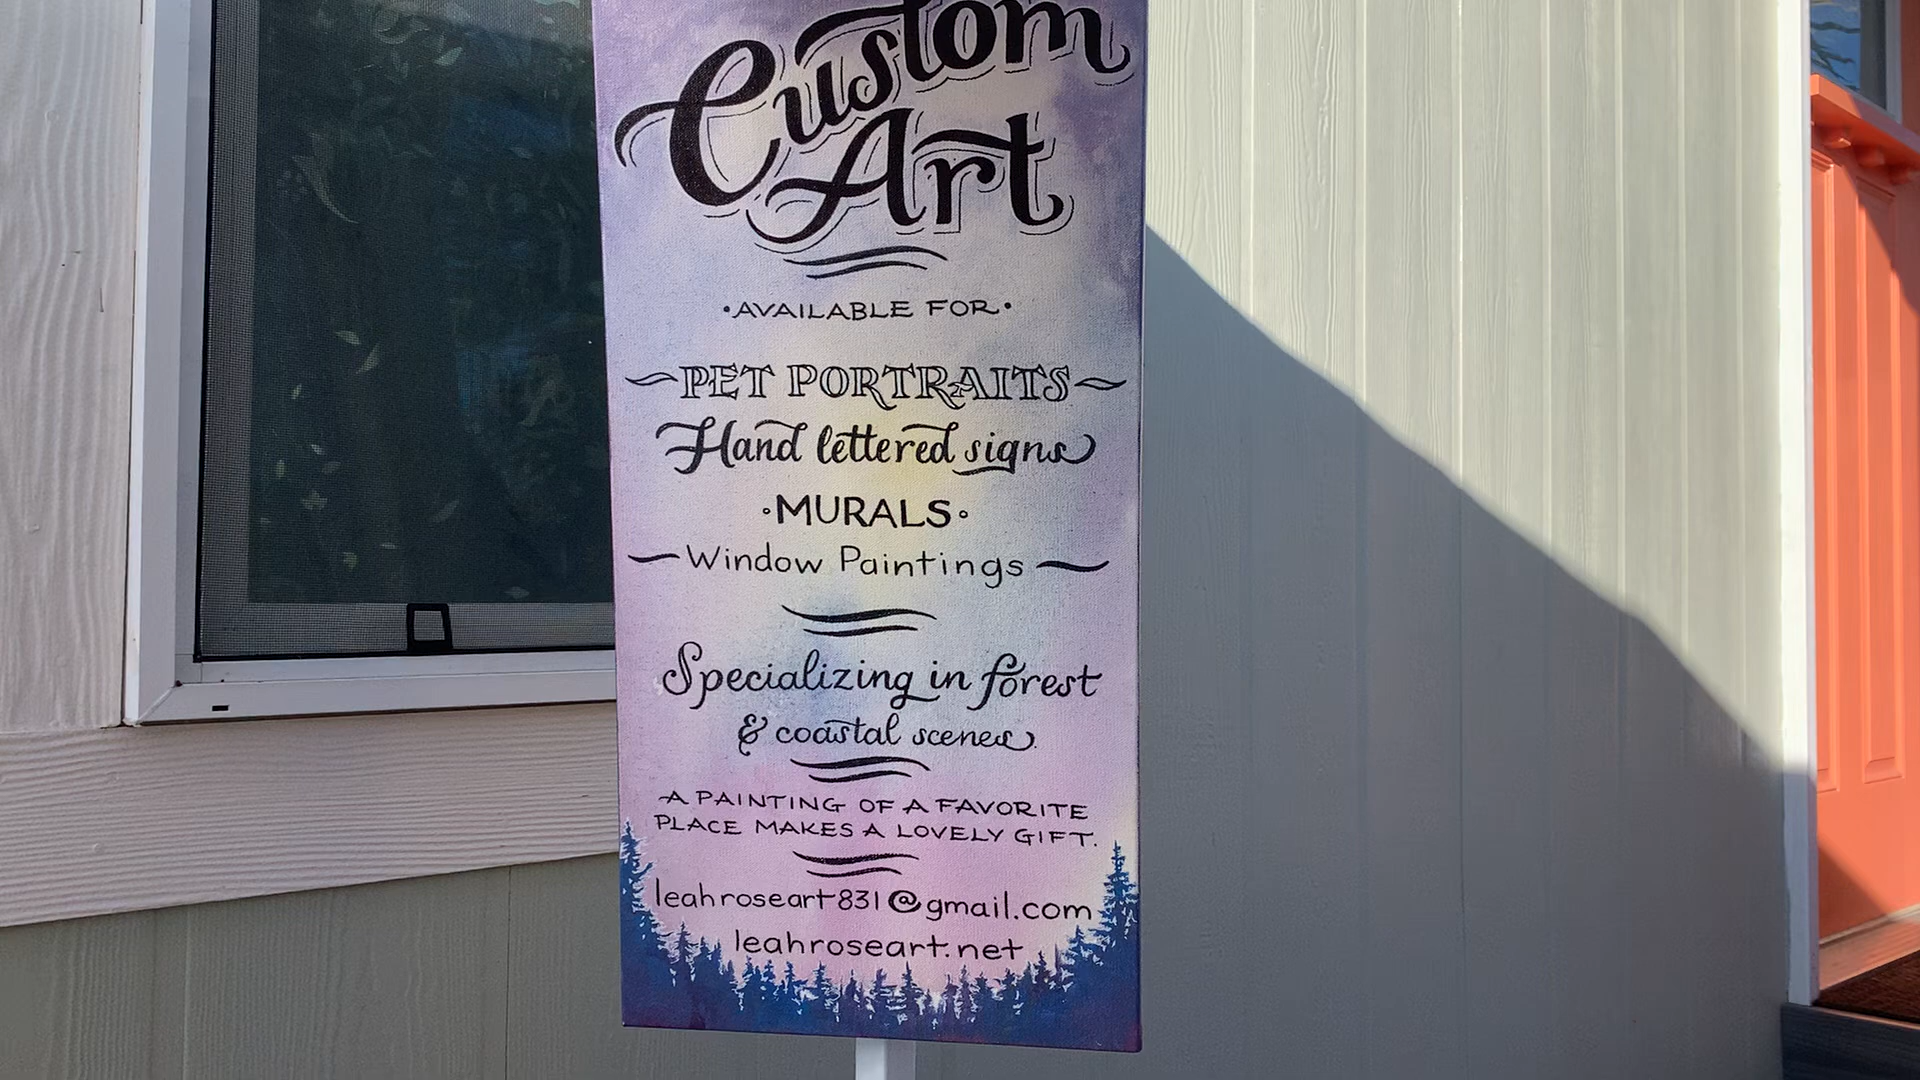 Custom
Art
•AVAILABLE FOR•
PET PORTRAITS
Hand lettered signs
•MURALS•
Window Paintings
Specializing in forest
& coastal scenes.
A PAINTING OF A FAVORITE
PLACE MAKES A LOVELY GIFT.
leahroseart831@gmail.com
leahroseart.net